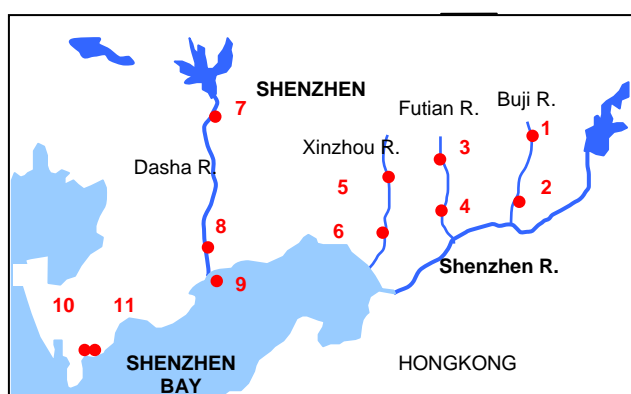 SHENZHEN
Buji R.
Futian R.
7
1
3
Xinzhou R.
Dasha R.
5
2
4
6
8
Shenzhen R.
9
10
11
SHENZHEN
BAY
HONGKONG